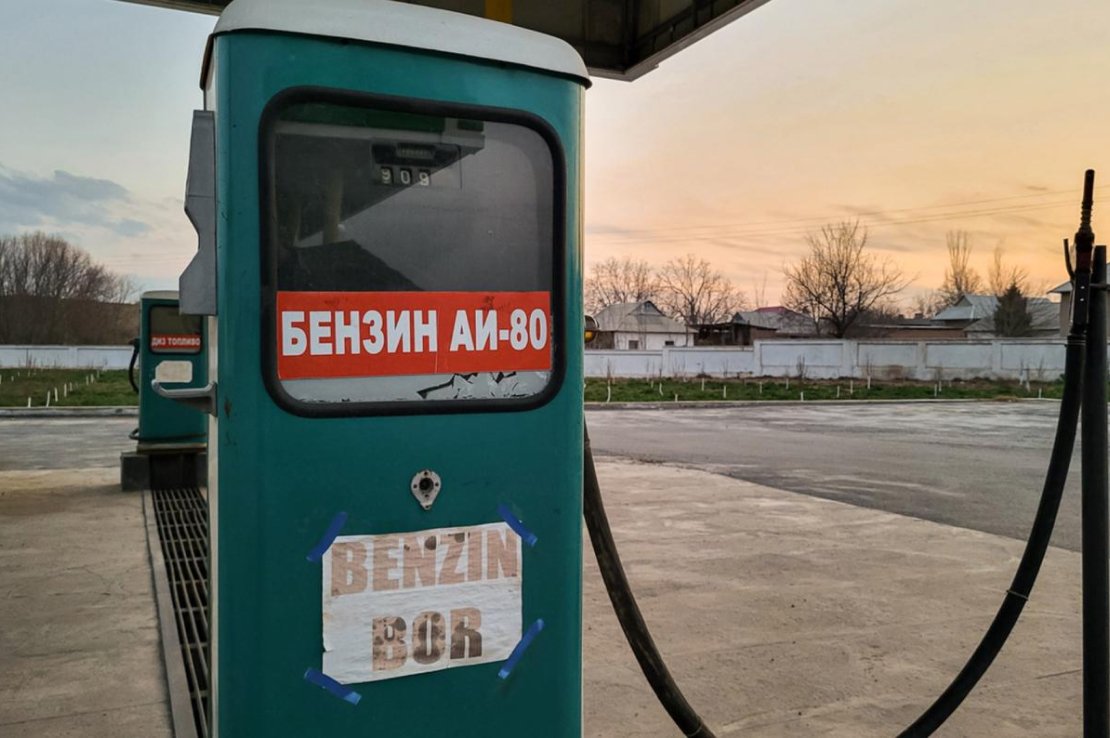 909
БЕНЗИН АИ-80
ДИЗ ТОПЛИВО
BENZIN
BOR